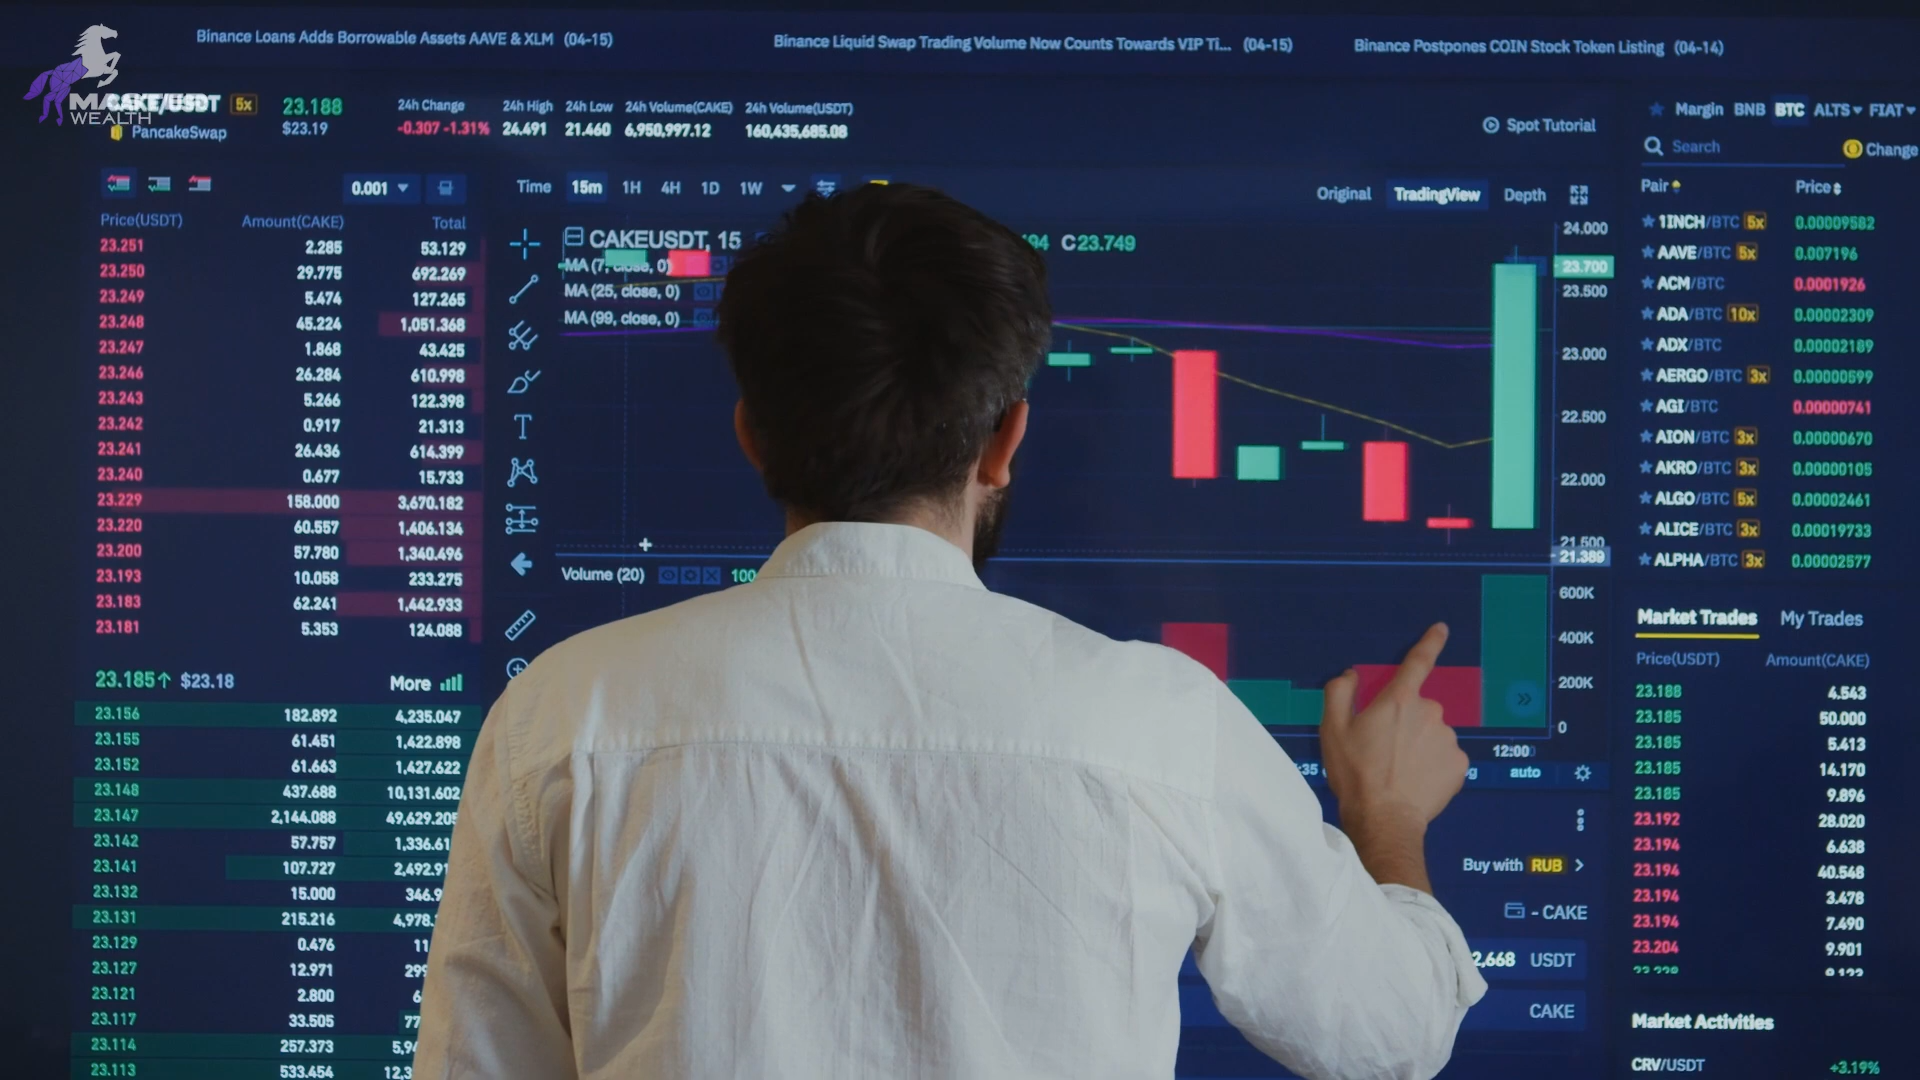 Binance Loans Adds Borrowable Assets AAVE & XLM (04-15)
Binance Liquid Swap Trading Volume Now Counts Towards VIP Ti... (04-15)
Binance Postpones COIN Stock Token Listing (04-14)
WEALTH
CAKE/USDT 5x 23.188
PancakeSwap $23.19
24h Change 24h High 24h Low 24h Volume(CAKE) 24h Volume(USDT)
-0.307 -1.31% 24.491 21.460 6,950,997.12 160,435,685.08
Spot Tutorial
0.001
Price(USDT) Amount(CAKE) Total
23.251 2.285 53.129
23.250 29.775 692.269
23.249 5.474 127.265
23.248 45.224 1,051.368
23.247 1.868 43.425
23.246 26.284 610.998
23.243 5.266 122.398
23.242 0.917 21.313
23.241 26.436 614.399
23.240 0.677 15.733
23.229 158.000 3,670.182
23.220 60.557 1,406.134
23.200 57.780 1,340.496
23.193 10.058 233.275
23.183 62.241 1,442.933
23.181 5.353 124.088
23.185↑ $23.18 More
23.156 182.892 4,235.047
23.155 61.451 1,422.898
23.152 61.663 1,427.622
23.148 437.688 10,131.602
23.147 2,144.088 49,629.205
23.142 57.757 1,336.61
23.141 107.727 2,492.91
23.132 15.000 346.9
23.131 215.216 4,978.
23.129 0.476 11
23.127 12.971 299
23.121 2.800 6
23.117 33.505 77
23.114 257.373 5,94
23.113 533.454 12,3
Time 15m 1H 4H 1D 1W
Original TradingView Depth
CAKEUSDT, 15 C23.749
MA (7, close, 0)
MA (25, close, 0)
MA (99, close, 0)
24.000
23.700
23.500
23.000
22.500
22.000
21.500
21.389
Volume (20) 100
600K
400K
200K
0
12:00
auto
Buy with RUB
- CAKE
2,668 USDT
CAKE
Margin BNB BTC ALTS FIAT
Search Change
Pair Price
1INCH/BTC 5x 0.00009582
AAVE/BTC 5x 0.007196
ACM/BTC 0.0001926
ADA/BTC 10x 0.00002309
ADX/BTC 0.00002189
AERGO/BTC 3x 0.00000599
AGI/BTC 0.00000741
AION/BTC 3x 0.00000670
AKRO/BTC 3x 0.00000105
ALGO/BTC 5x 0.00002461
ALICE/BTC 3x 0.00019733
ALPHA/BTC 3x 0.00002577
Market Trades My Trades
Price(USDT) Amount(CAKE)
23.188 4.543
23.185 50.000
23.185 5.413
23.185 14.170
23.185 9.896
23.192 28.020
23.194 6.638
23.194 40.548
23.194 3.478
23.194 7.490
23.204 9.901
Market Activities
CRV/USDT +3.19%